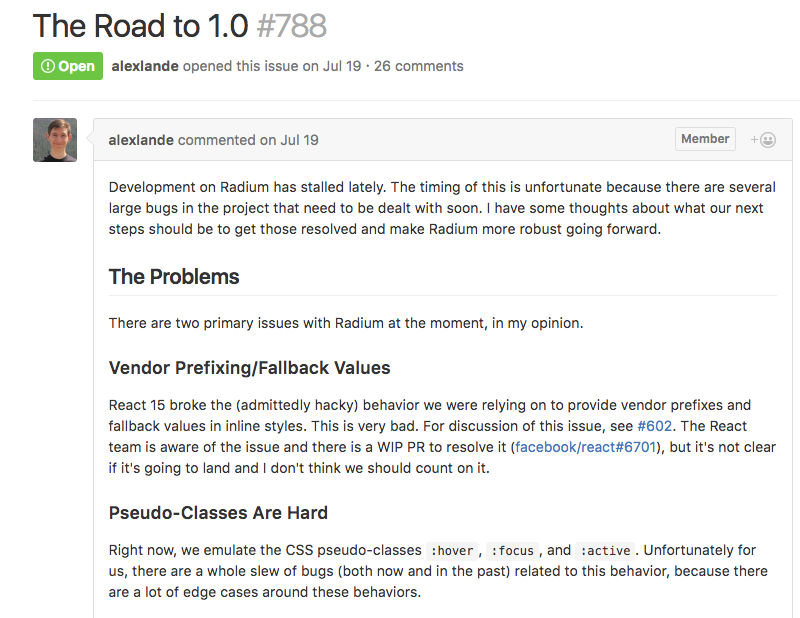 The Road to 1.0 #788
Open alexlande opened this issue on Jul 19 · 26 comments
alexlande commented on Jul 19 Member
Development on Radium has stalled lately. The timing of this is unfortunate because there are several
large bugs in the project that need to be dealt with soon. I have some thoughts about what our next
steps should be to get those resolved and make Radium more robust going forward.
The Problems
There are two primary issues with Radium at the moment, in my opinion.
Vendor Prefixing/Fallback Values
React 15 broke the (admittedly hacky) behavior we were relying on to provide vendor prefixes and
fallback values in inline styles. This is very bad. For discussion of this issue, see #602. The React
team is aware of the issue and there is a WIP PR to resolve it (facebook/react#6701), but it's not clear
if it's going to land and I don't think we should count on it.
Pseudo-Classes Are Hard
Right now, we emulate the CSS pseudo-classes :hover, :focus, and :active. Unfortunately for
us, there are a whole slew of bugs (both now and in the past) related to this behavior, because there
are a lot of edge cases around these behaviors.